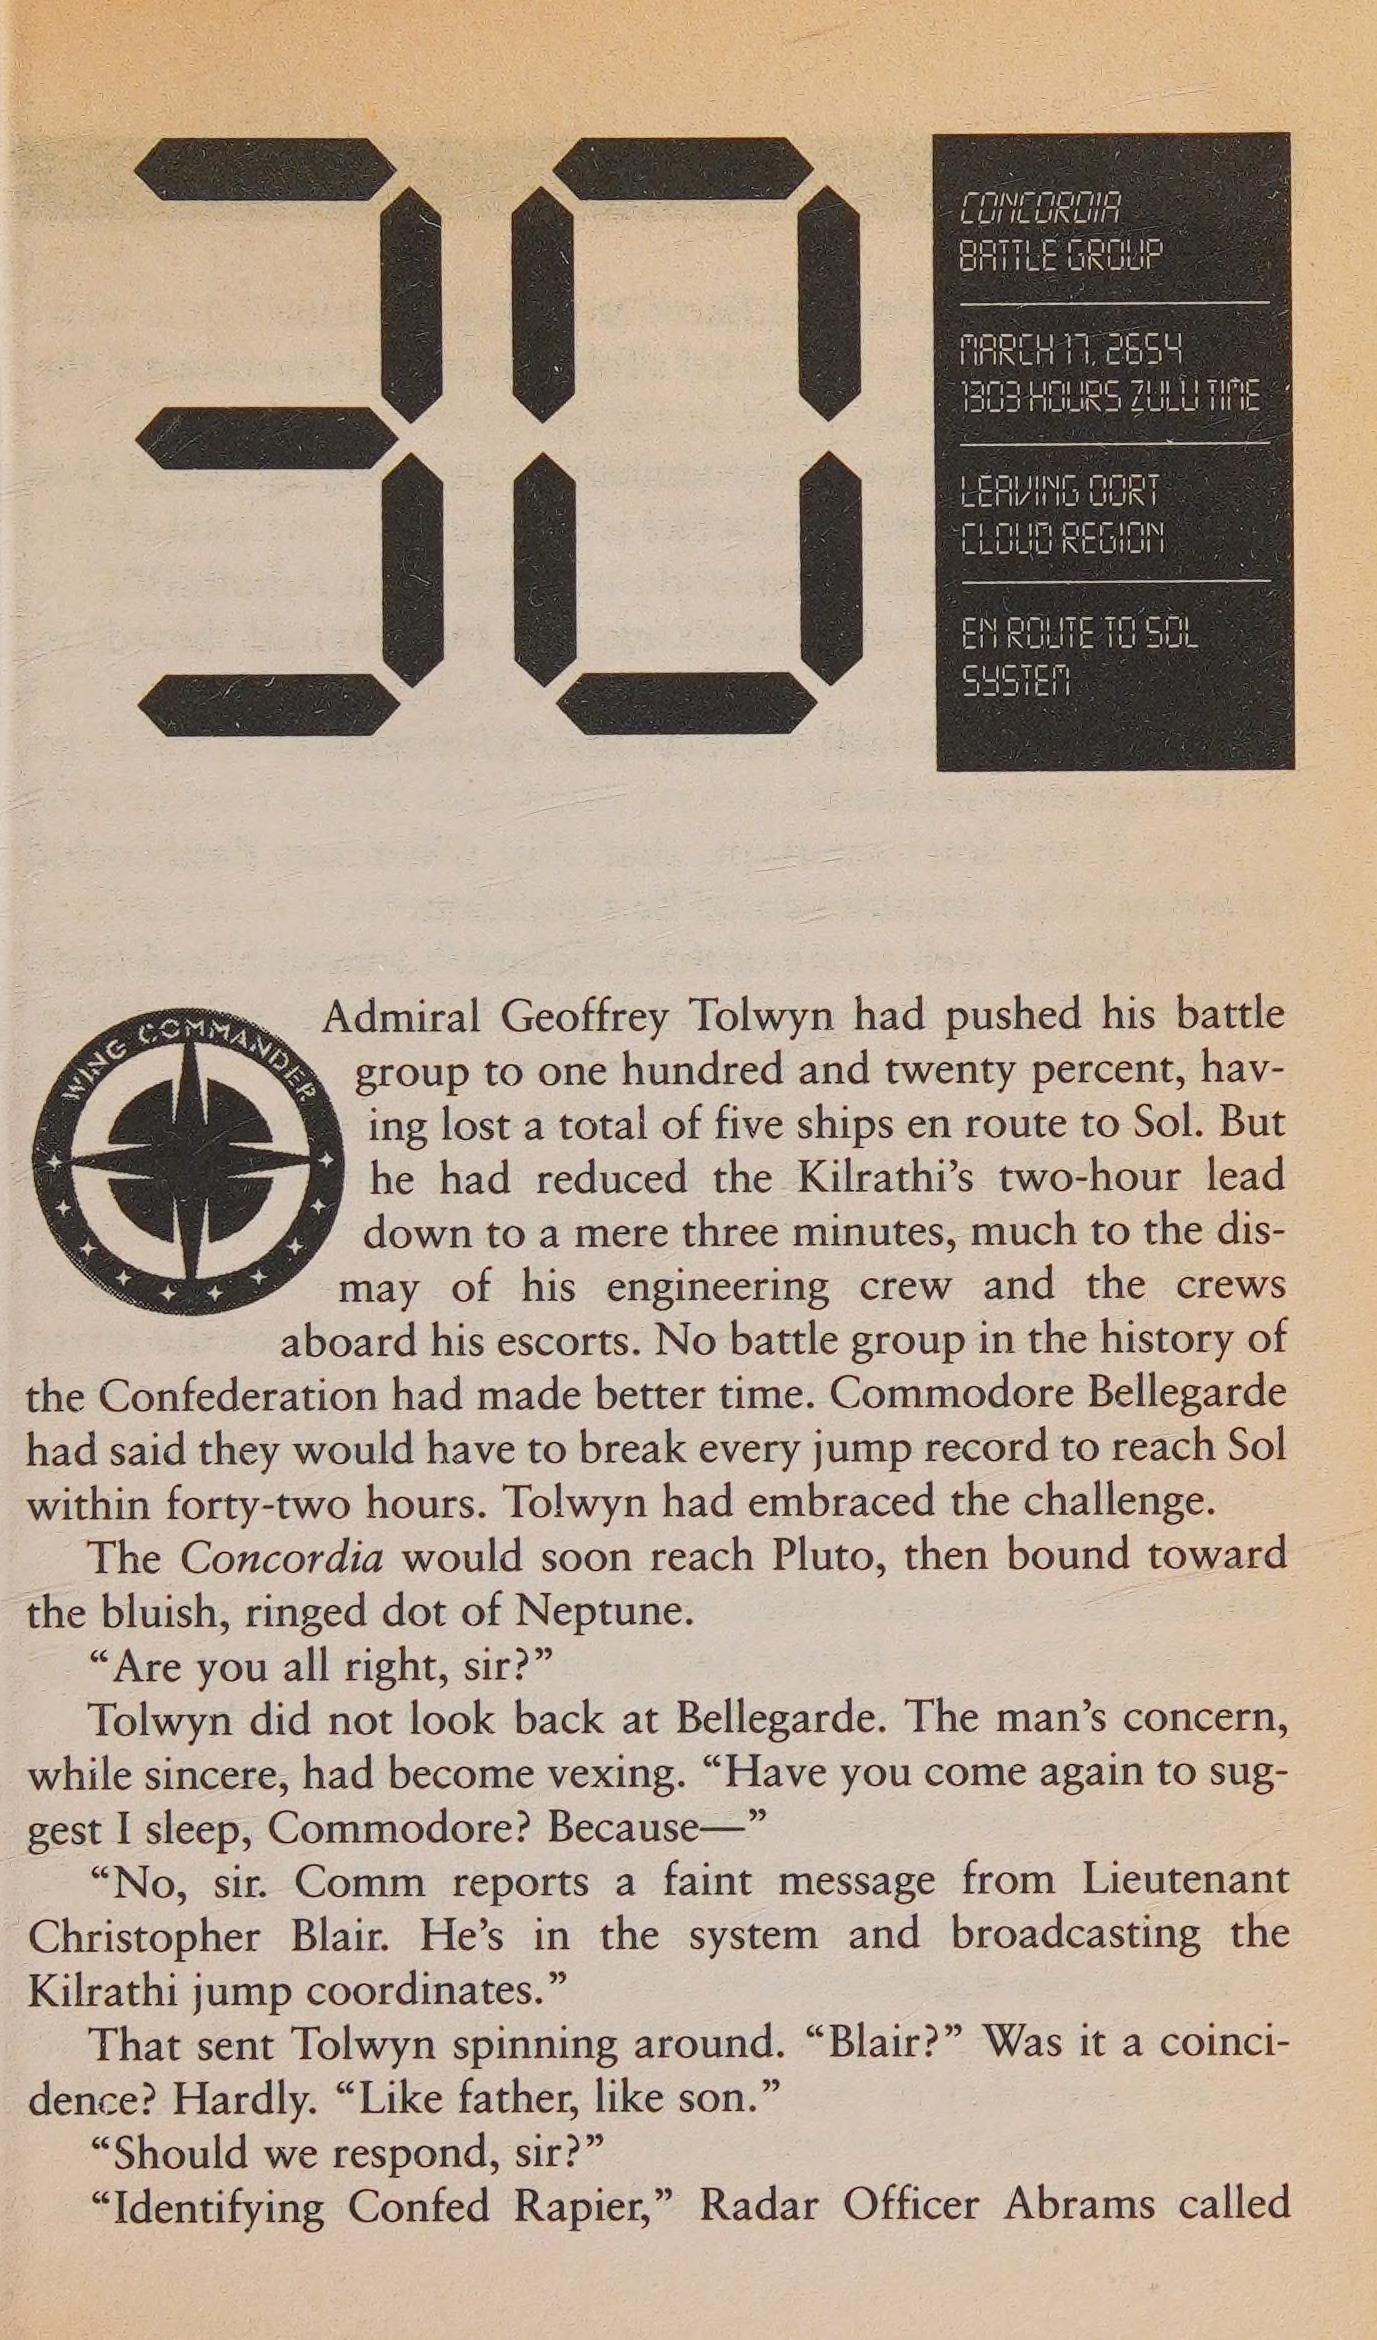 30
CONCORDIA
BATTLE GROUP
MARCH 17, 2654
1303 HOURS ZULU TIME
LEAVING OORT
CLOUD REGION
EN ROUTE TO SOL
SYSTEM
WING COMMANDER
Admiral Geoffrey Tolwyn had pushed his battle
group to one hundred and twenty percent, hav-
ing lost a total of five ships en route to Sol. But
he had reduced the Kilrathi’s two-hour lead
down to a mere three minutes, much to the dis-
may of his engineering crew and the crews
aboard his escorts. No battle group in the history of
the Confederation had made better time. Commodore Bellegarde
had said they would have to break every jump record to reach Sol
within forty-two hours. Tolwyn had embraced the challenge.
The Concordia would soon reach Pluto, then bound toward
the bluish, ringed dot of Neptune.
“Are you all right, sir?”
Tolwyn did not look back at Bellegarde. The man’s concern,
while sincere, had become vexing. “Have you come again to sug-
gest I sleep, Commodore? Because—”
“No, sir. Comm reports a faint message from Lieutenant
Christopher Blair. He’s in the system and broadcasting the
Kilrathi jump coordinates.”
That sent Tolwyn spinning around. “Blair?” Was it a coinci-
dence? Hardly. “Like father, like son.”
“Should we respond, sir?”
“Identifying Confed Rapier,” Radar Officer Abrams called